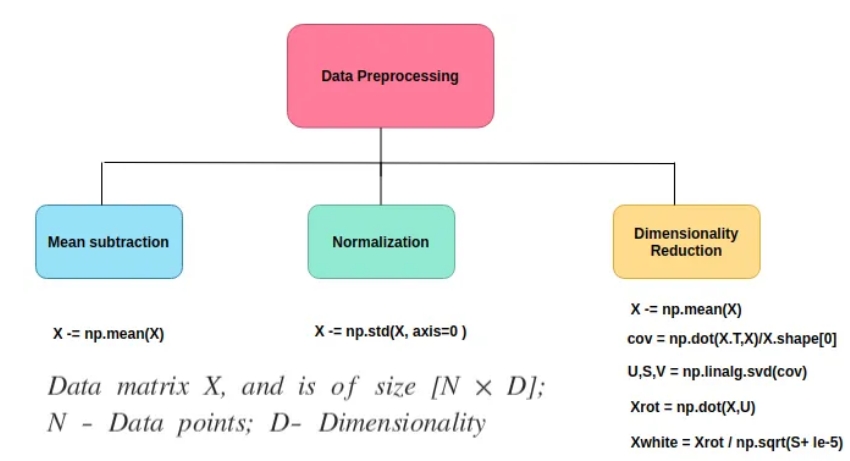 Data Preprocessing
Mean subtraction
Normalization
Dimensionality
Reduction
X -= np.mean(X)
X -= np.std(X, axis=0 )
X -= np.mean(X)
cov = np.dot(X.T,X)/X.shape[0]
U,S,V = np.linalg.svd(cov)
Xrot = np.dot(X,U)
Xwhite = Xrot / np.sqrt(S+ Ie-5)
Data matrix X, and is of size [N × D];
N – Data points; D– Dimensionality